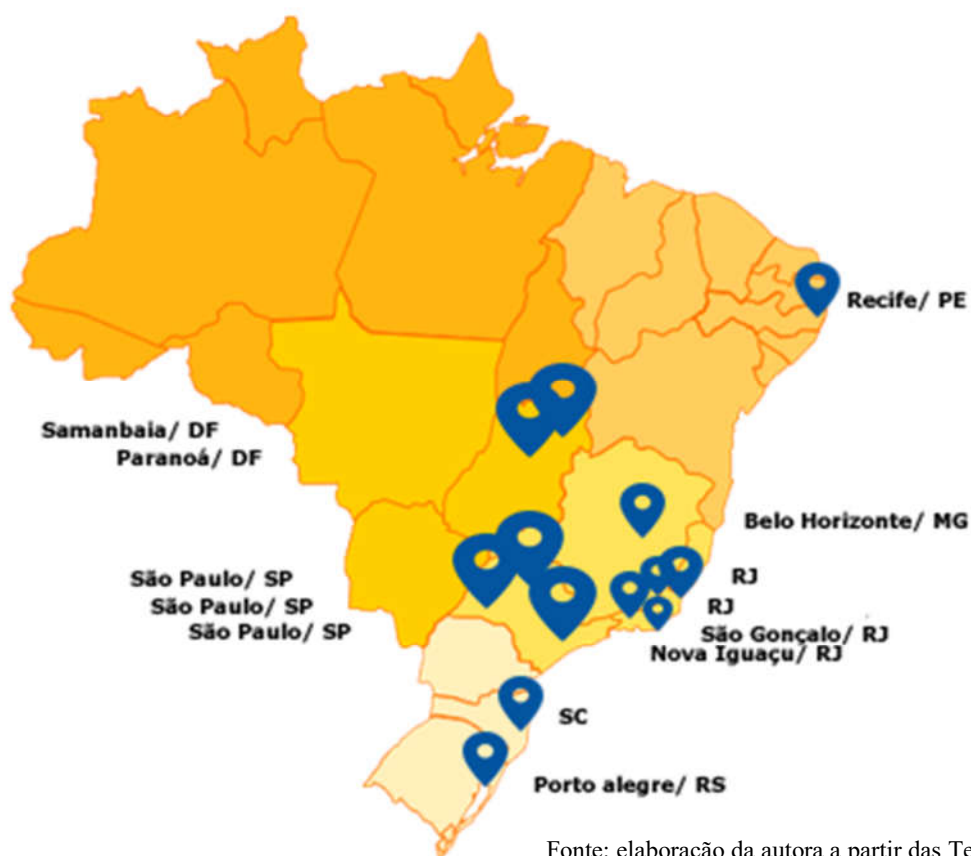 Recife/ PE
Samanbaia/ DF
Paranoá/ DF
Belo Horizonte/ MG
São Paulo/ SP
São Paulo/ SP
São Paulo/ SP
RJ
RJ
São Gonçalo/ RJ
Nova Iguaçu/ RJ
SC
Porto alegre/ RS
Fonte: elaboração da autora a partir das Te